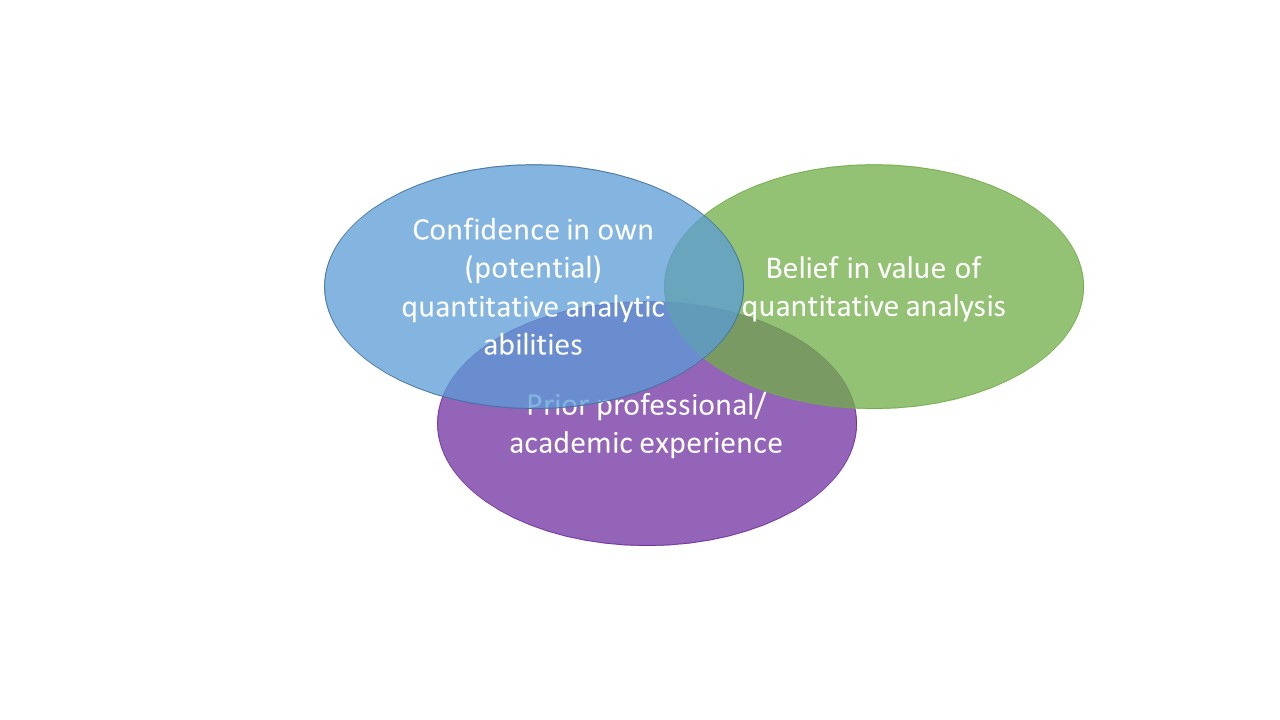 Confidence in own
(potential)
quantitative analytic
abilities
Belief in value of
quantitative analysis
Prior professional/
academic experience